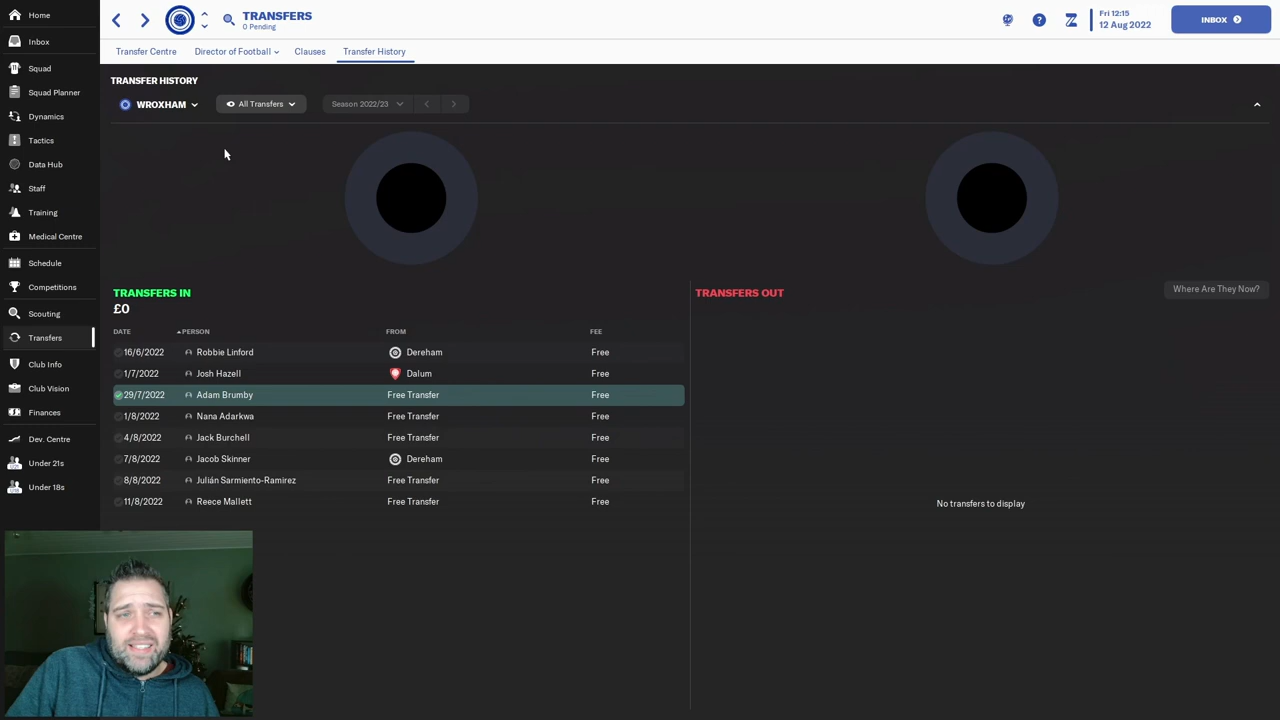 Home
Inbox
Squad
Squad Planner
Dynamics
Tactics
Data Hub
Staff
Training
Medical Centre
Schedule
Competitions
Scouting
Transfers
Club Info
Club Vision
Finances
Dev. Centre
Under 21s
Under 18s
TRANSFERS
0 Pending
Fri 12:15
12 Aug 2022
INBOX
Transfer Centre Director of Football Clauses Transfer History
TRANSFER HISTORY
WROXHAM All Transfers Season 2022/23
TRANSFERS IN
£0
DATE PERSON FROM FEE
16/6/2022 Robbie Linford Dereham Free
1/7/2022 Josh Hazell Dalum Free
29/7/2022 Adam Brumby Free Transfer Free
1/8/2022 Nana Adarkwa Free Transfer Free
4/8/2022 Jack Burchell Free Transfer Free
7/8/2022 Jacob Skinner Dereham Free
8/8/2022 Julián Sarmiento-Ramirez Free Transfer Free
11/8/2022 Reece Mallett Free Transfer Free
TRANSFERS OUT
Where Are They Now?
No transfers to display